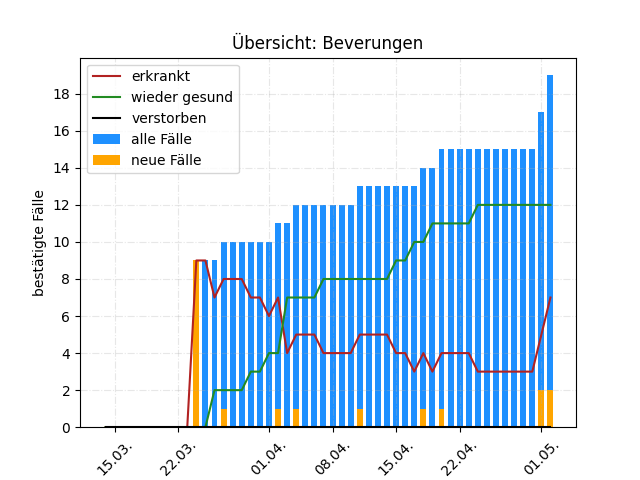 Übersicht: Beverungen
erkrankt
wieder gesund
verstorben
alle Fälle
neue Fälle
bestätigte Fälle
18
16
14
12
10
8
6
4
2
0
15.03.
22.03.
01.04.
08.04.
15.04.
22.04.
01.05.